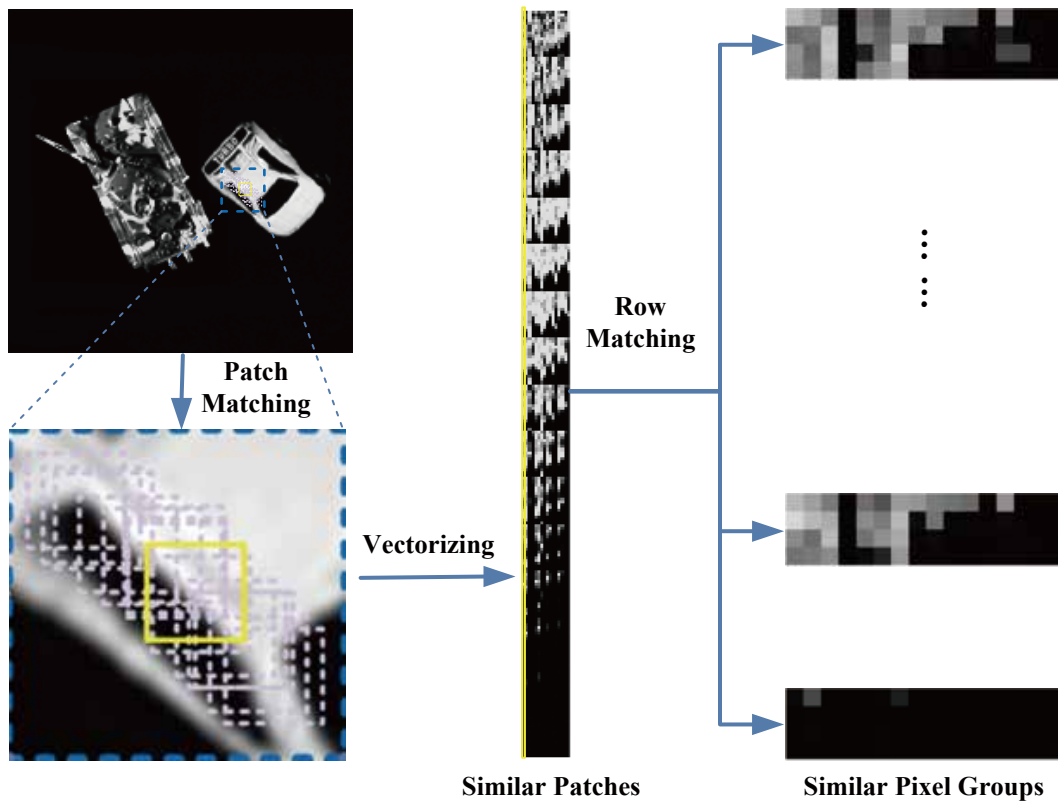 Patch
Matching
Vectorizing
Row
Matching
Similar Patches
Similar Pixel Groups